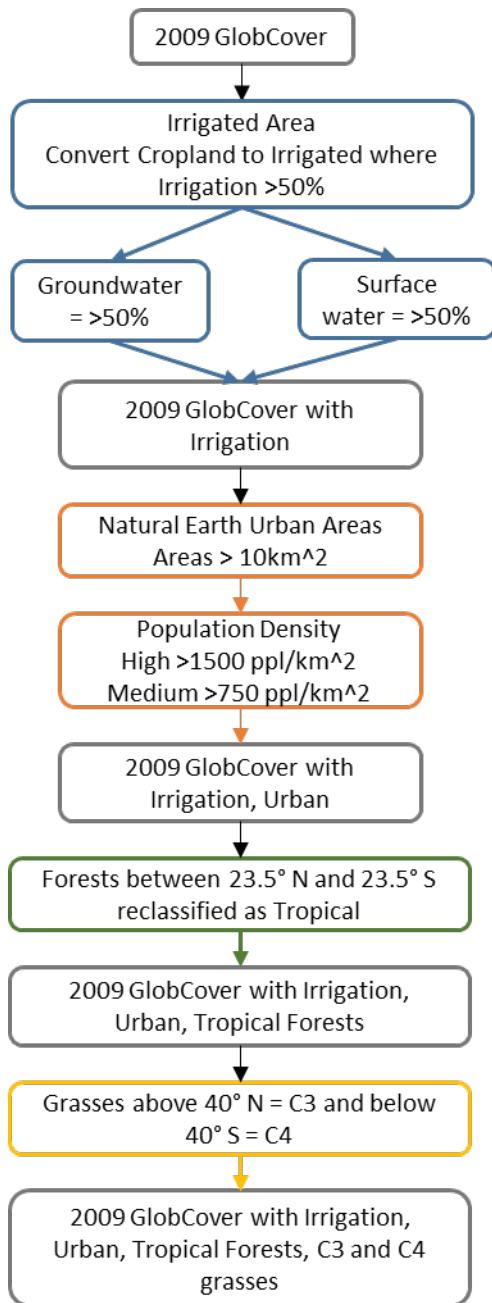 2009 GlobCover
Irrigated Area
Convert Cropland to Irrigated where
Irrigation >50%
Groundwater
= >50%
Surface
water = >50%
2009 GlobCover with
Irrigation
Natural Earth Urban Areas
Areas > 10km^2
Population Density
High >1500 ppl/km^2
Medium >750 ppl/km^2
2009 GlobCover with
Irrigation, Urban
Forests between 23.5° N and 23.5° S
reclassified as Tropical
2009 GlobCover with Irrigation,
Urban, Tropical Forests
Grasses above 40° N = C3 and below
40° S = C4
2009 GlobCover with Irrigation,
Urban, Tropical Forests, C3 and C4
grasses